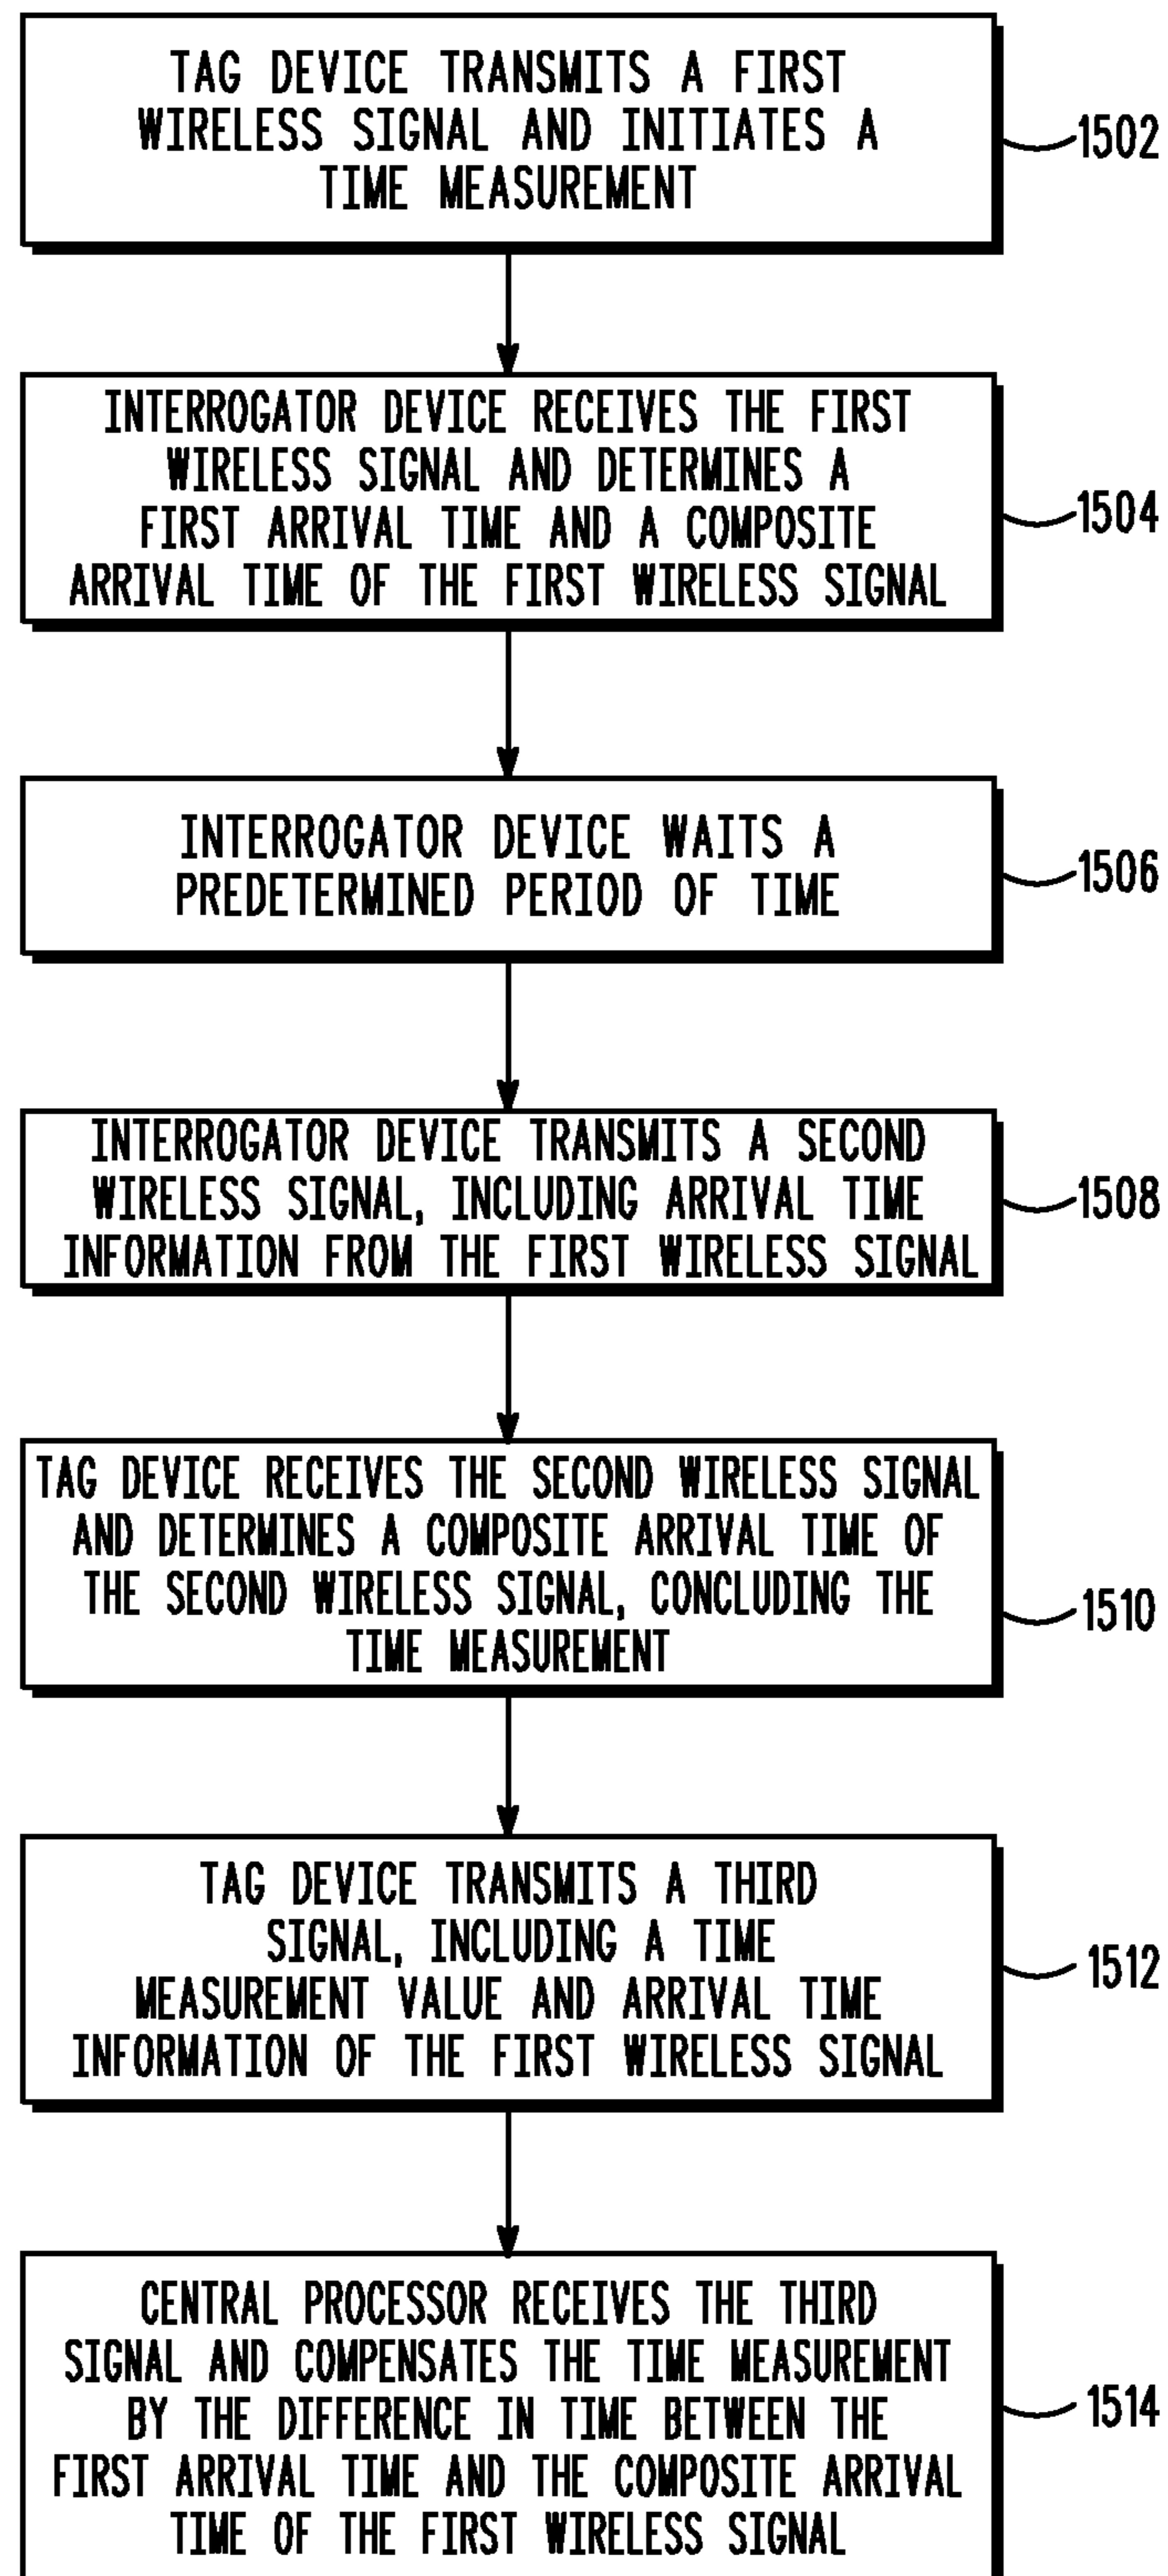 TAG DEVICE TRANSMITS A FIRST
WIRELESS SIGNAL AND INITIATES A
TIME MEASUREMENT
1502
INTERROGATOR DEVICE RECEIVES THE FIRST
WIRELESS SIGNAL AND DETERMINES A
FIRST ARRIVAL TIME AND A COMPOSITE
ARRIVAL TIME OF THE FIRST WIRELESS SIGNAL
1504
INTERROGATOR DEVICE WAITS A
PREDETERMINED PERIOD OF TIME
1506
INTERROGATOR DEVICE TRANSMITS A SECOND
WIRELESS SIGNAL, INCLUDING ARRIVAL TIME
INFORMATION FROM THE FIRST WIRELESS SIGNAL
1508
TAG DEVICE RECEIVES THE SECOND WIRELESS SIGNAL
AND DETERMINES A COMPOSITE ARRIVAL TIME OF
THE SECOND WIRELESS SIGNAL, CONCLUDING THE
TIME MEASUREMENT
1510
TAG DEVICE TRANSMITS A THIRD
SIGNAL, INCLUDING A TIME
MEASUREMENT VALUE AND ARRIVAL TIME
INFORMATION OF THE FIRST WIRELESS SIGNAL
1512
CENTRAL PROCESSOR RECEIVES THE THIRD
SIGNAL AND COMPENSATES THE TIME MEASUREMENT
BY THE DIFFERENCE IN TIME BETWEEN THE
FIRST ARRIVAL TIME AND THE COMPOSITE ARRIVAL
TIME OF THE FIRST WIRELESS SIGNAL
1514